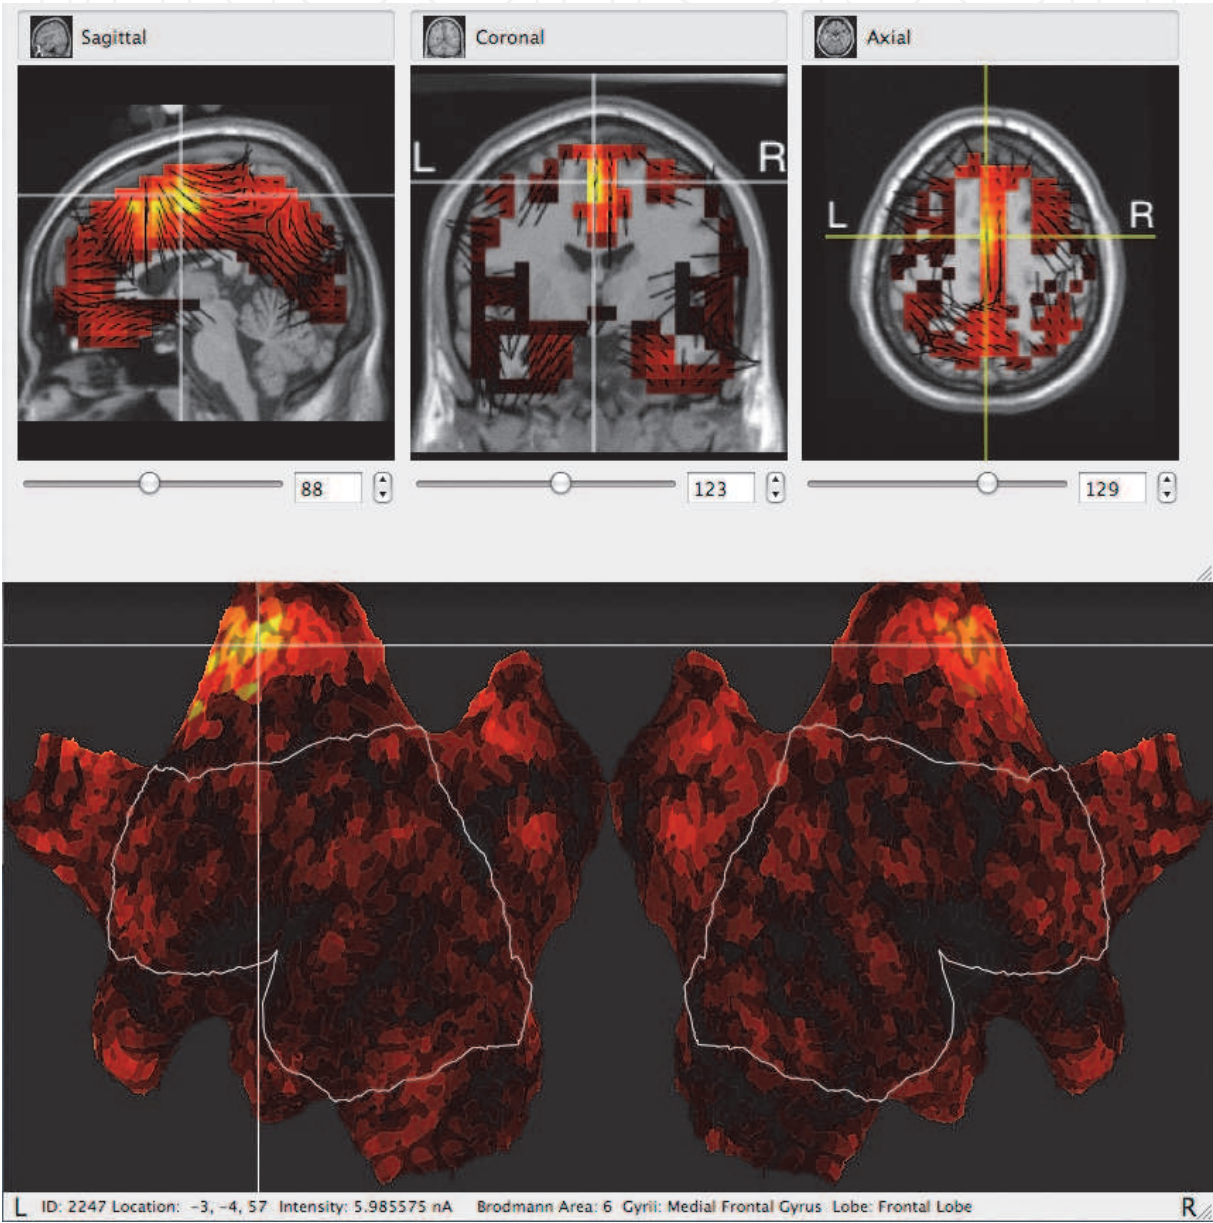 Sagittal
Coronal
Axial
L R
L R
88
123
129
L ID: 2247 Location: -3, -4, 57 Intensity: 5.985575 nA Brodmann Area: 6 Gyrii: Medial Frontal Gyrus Lobe: Frontal Lobe R